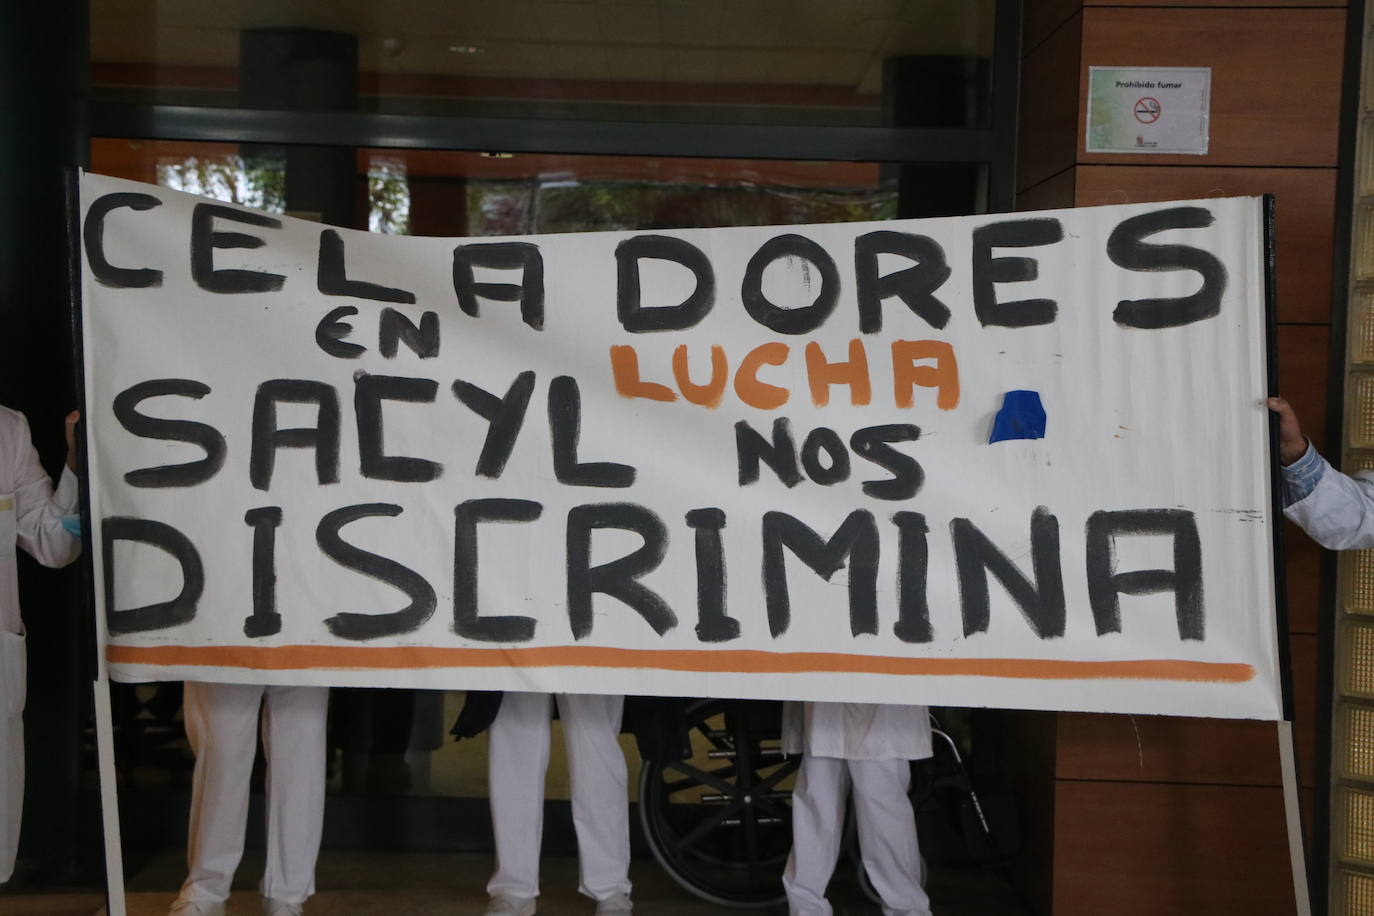 Prohibido fumar
CELADORES
EN LUCHA
SACYL NOS
DISCRIMINA